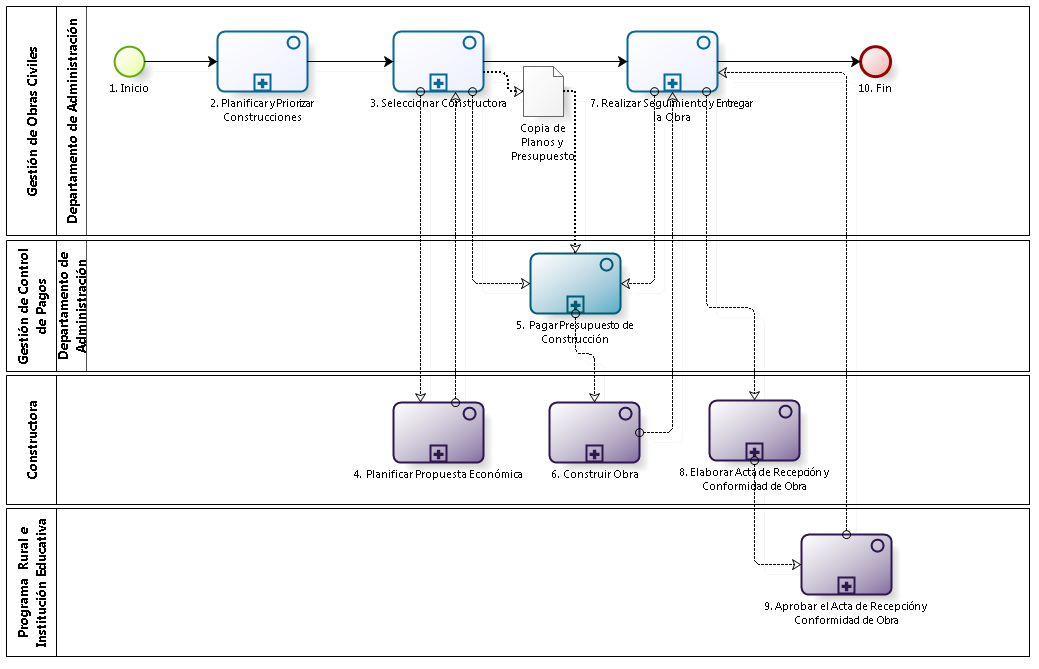 Gestión de Obras Civiles
Departamento de Administración
1. Inicio
2. Planificar y Priorizar
Construcciones
3. Seleccionar Constructora
Copia de
Planos y
Presupuesto
7. Realizar Seguimiento y Entregar
la Obra
10. Fin
Gestión de Control
de Pagos
Departamento de
Administración
5. Pagar Presupuesto de
Construcción
Constructora
4. Planificar Propuesta Económica
6. Construir Obra
8. Elaborar Acta de Recepción y
Conformidad de Obra
Programa Rural e
Institución Educativa
9. Aprobar el Acta de Recepción y
Conformidad de Obra